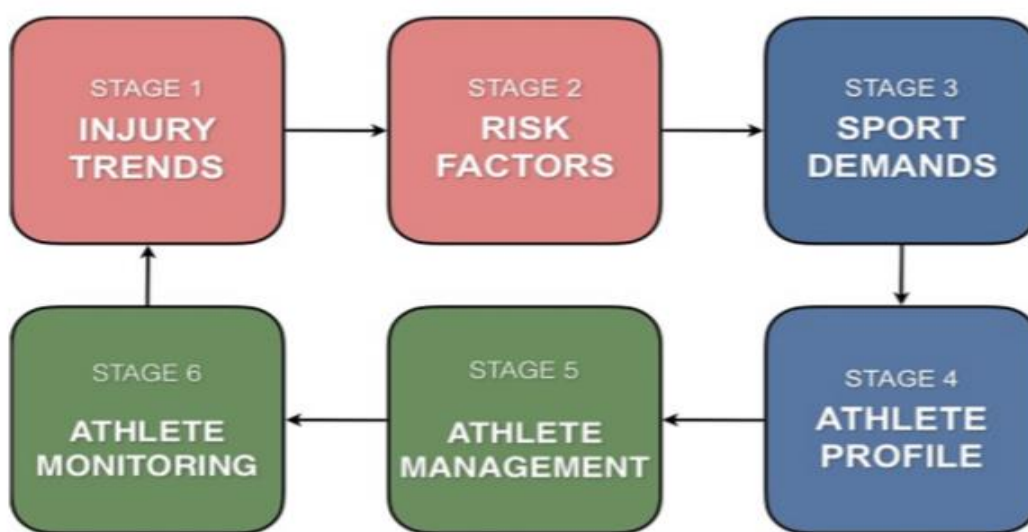 STAGE 1
INJURY
TRENDS
STAGE 2
RISK
FACTORS
STAGE 3
SPORT
DEMANDS
STAGE 4
ATHLETE
PROFILE
STAGE 5
ATHLETE
MANAGEMENT
STAGE 6
ATHLETE
MONITORING